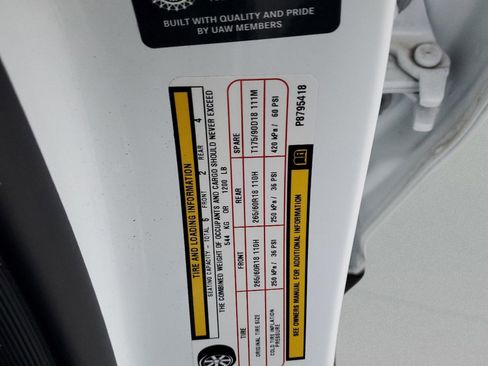 BUILT WITH QUALITY AND PRIDE
BY UAW MEMBERS
TIRE AND LOADING INFORMATION
SEATING CAPACITY - TOTAL 6 FRONT 2 REAR 4
THE COMBINED WEIGHT OF OCCUPANTS AND CARGO SHOULD NEVER EXCEED
544 KG OR 1200 LB
TIRE FRONT REAR SPARE
ORIGINAL TIRE SIZE 265/60R18 110H 265/60R18 110H T175/90D18 111M
COLD TIRE INFLATION PRESSURE 250 kPa / 36 PSI 250 kPa / 36 PSI 420 kPa / 60 PSI
SEE OWNERS MANUAL FOR ADDITIONAL INFORMATION
P8795418